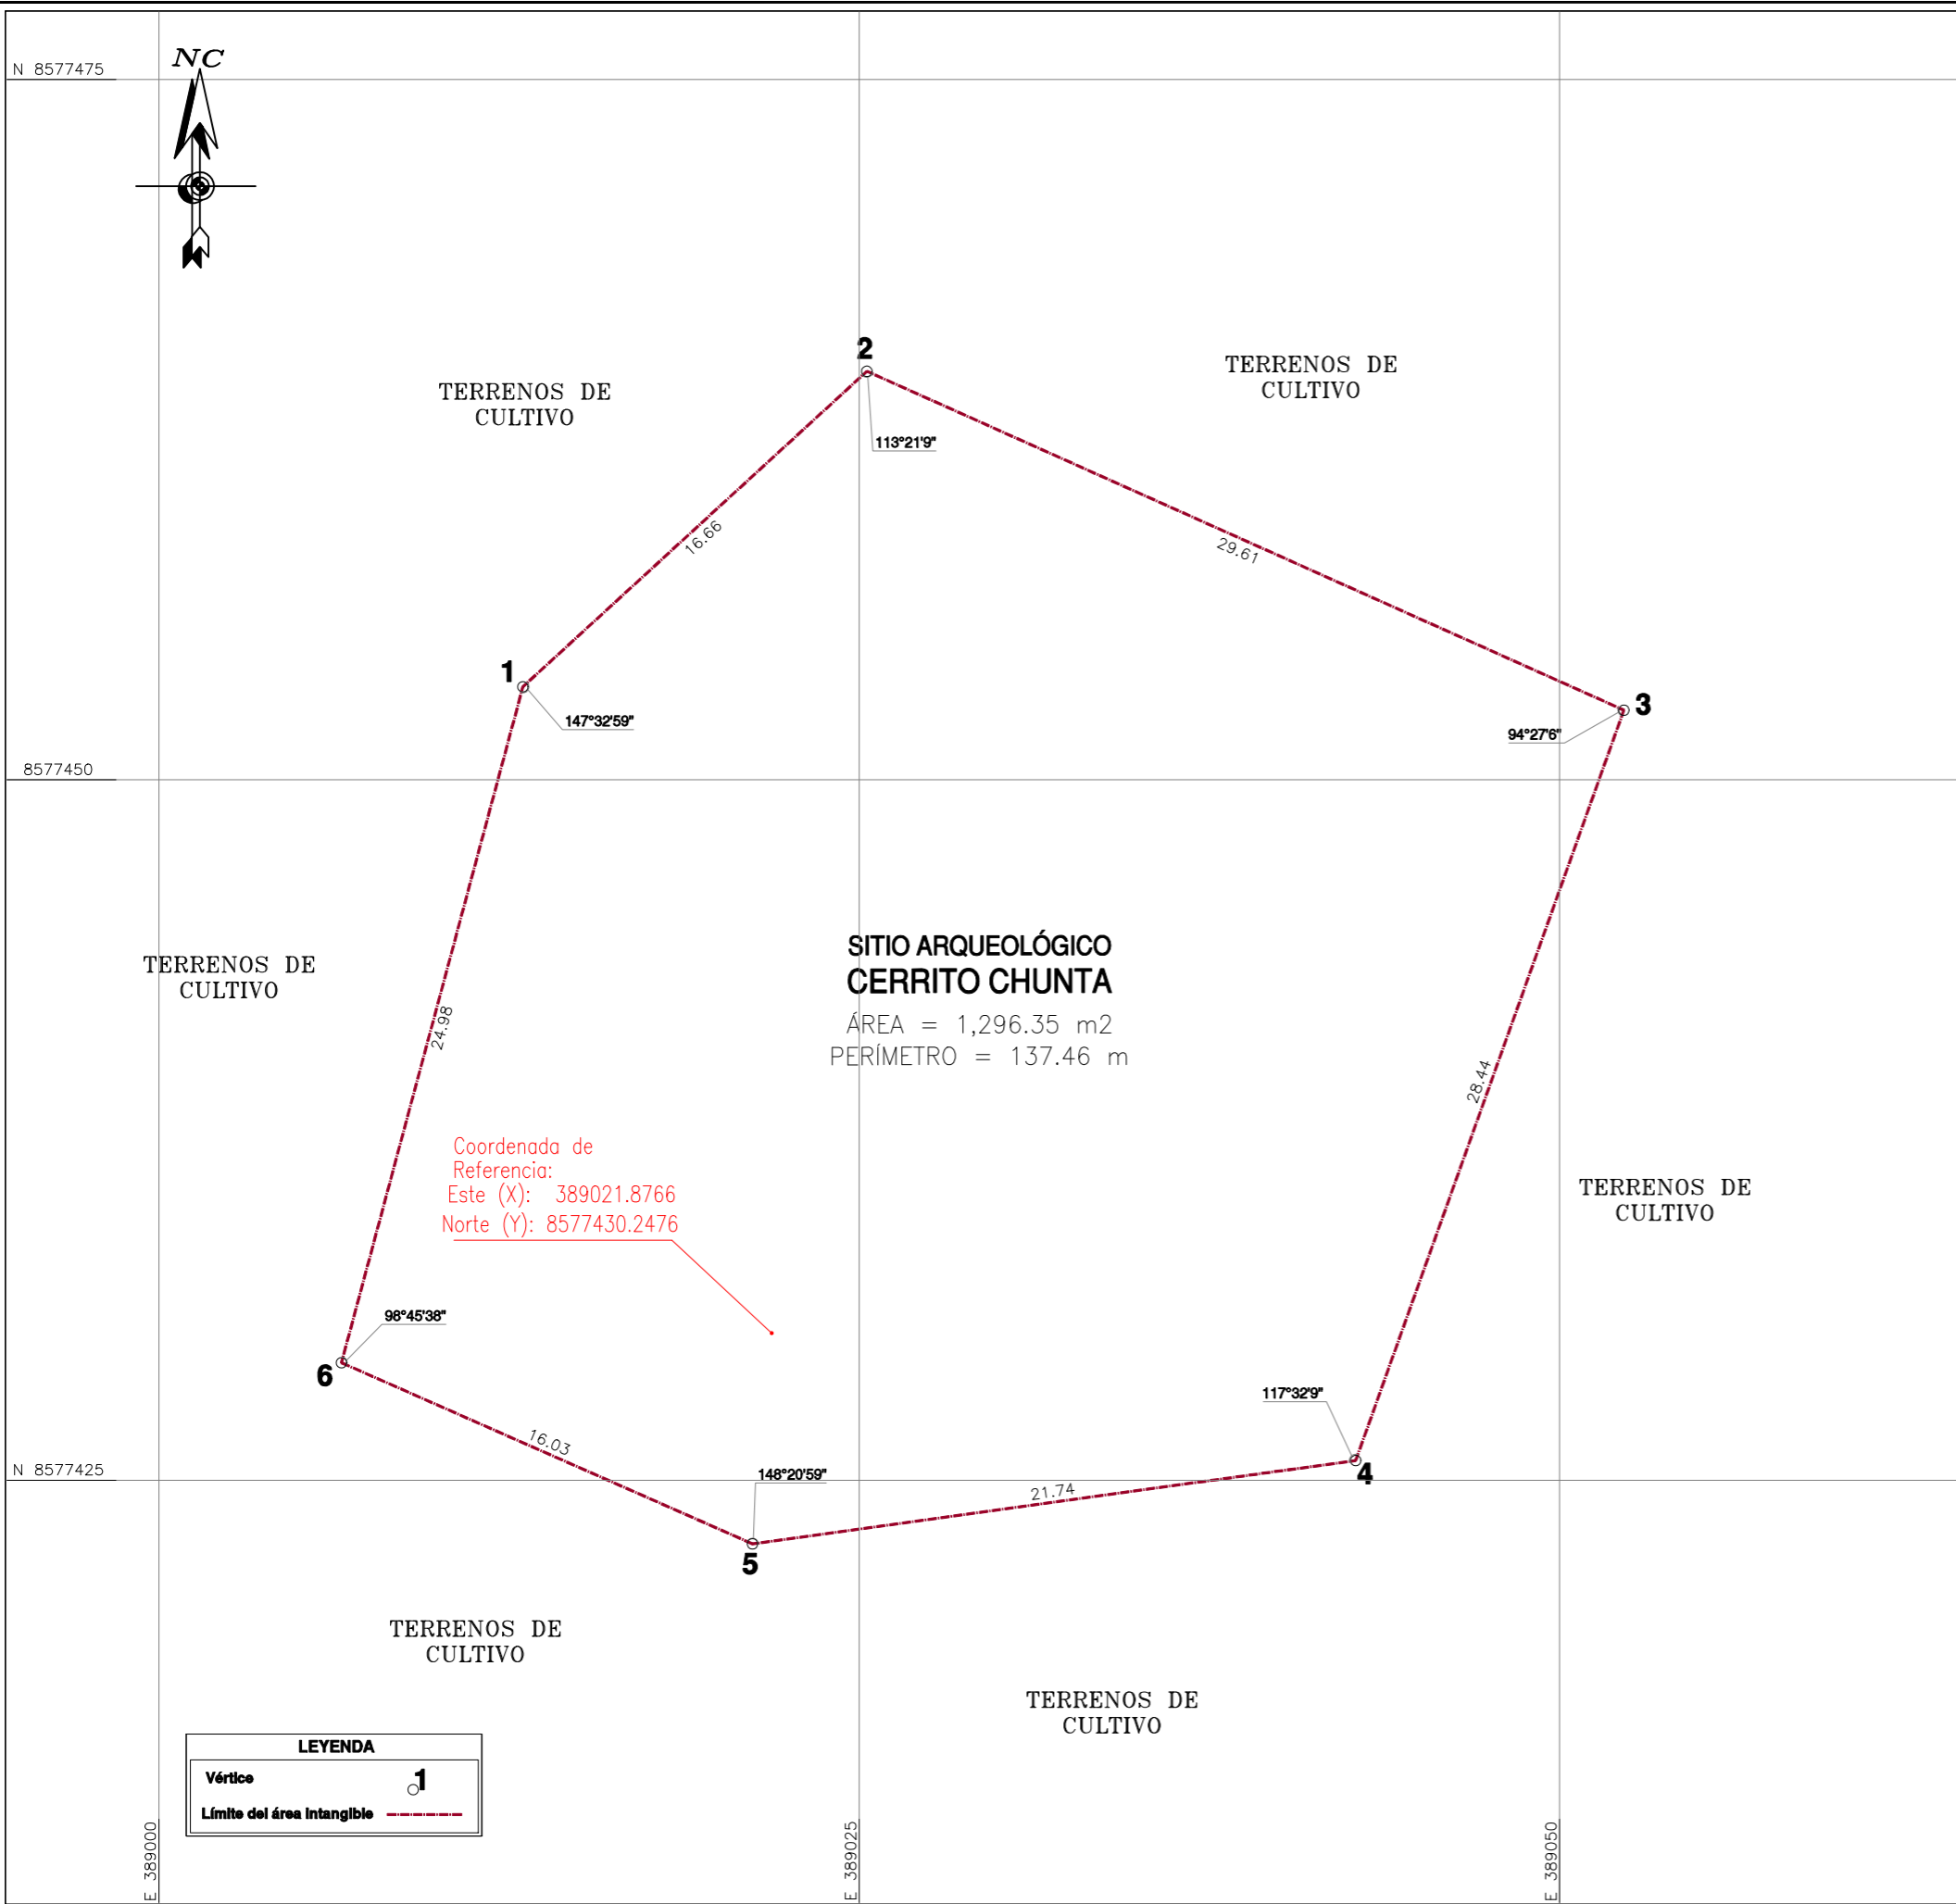 N 8577475
NC
2
TERRENOS DE
CULTIVO
TERRENOS DE
CULTIVO
113°21'9"
16.66
29.61
1
147°32'59"
3
94°27'6"
8577450
SITIO ARQUEOLÓGICO
CERRITO CHUNTA
ÁREA = 1,296.35 m2
PERÍMETRO = 137.46 m
TERRENOS DE
CULTIVO
24.98
28.44
Coordenada de
Referencia:
Este (X): 389021.8766
Norte (Y): 8577430.2476
TERRENOS DE
CULTIVO
98°45'38"
6
117°32'9"
16.03
N 8577425
148°20'59"
21.74
4
5
TERRENOS DE
CULTIVO
TERRENOS DE
CULTIVO
LEYENDA
Vértice 1
Límite del área intangible
E 389000
E 389025
E 389050